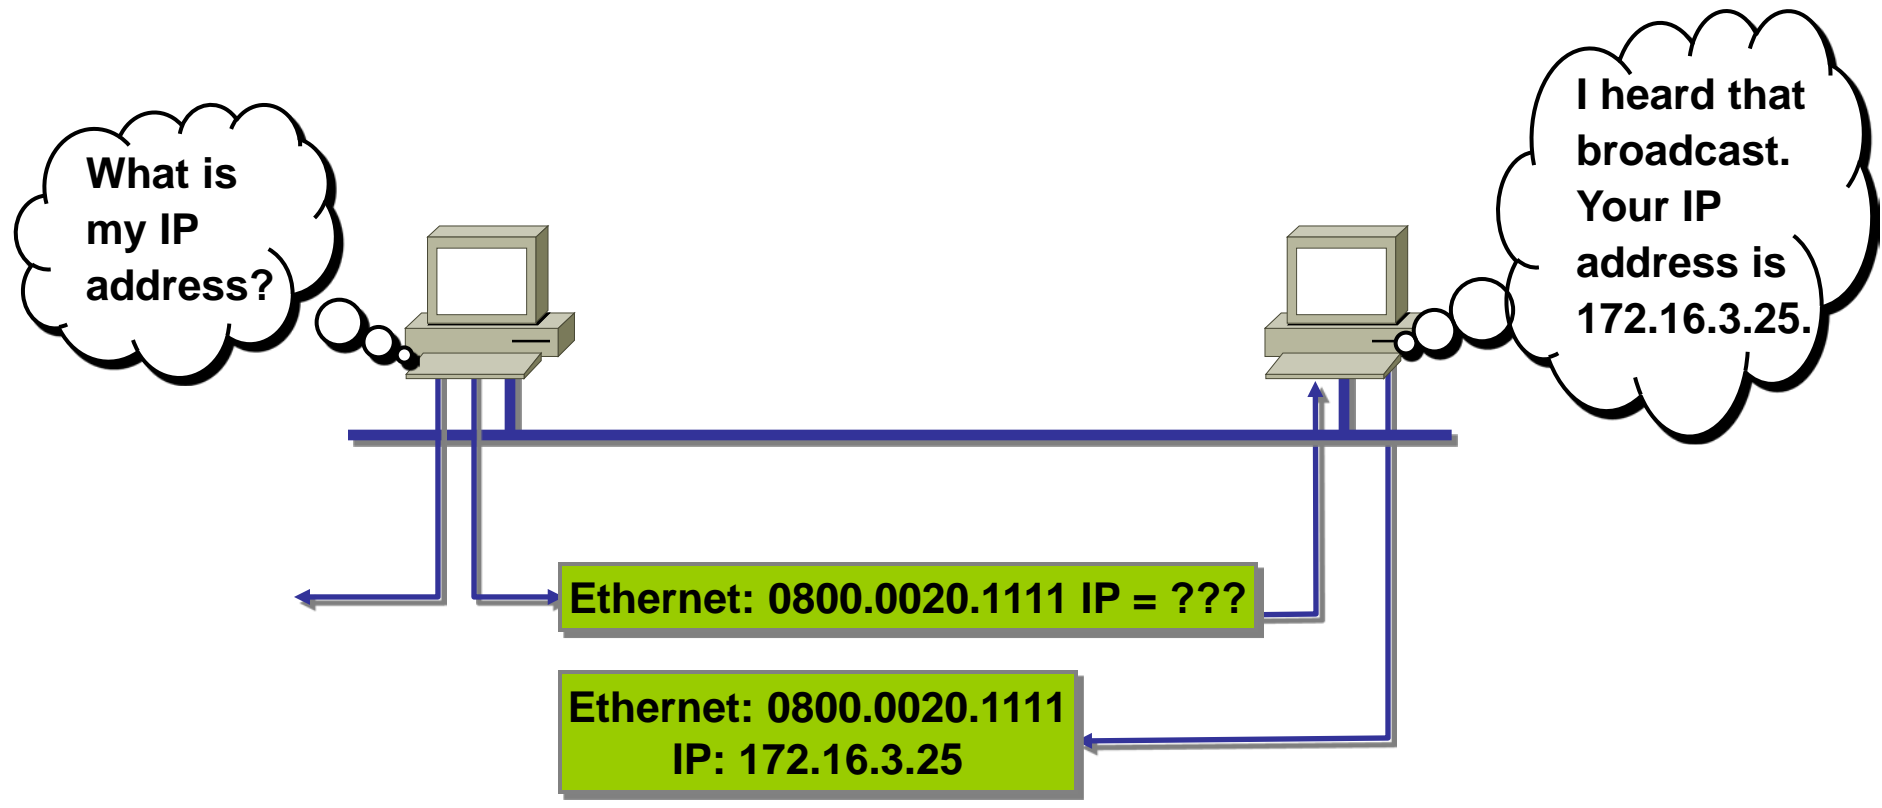 What is
my IP
address?
I heard that
broadcast.
Your IP
address is
172.16.3.25.
Ethernet: 0800.0020.1111 IP = ???
Ethernet: 0800.0020.1111
IP: 172.16.3.25